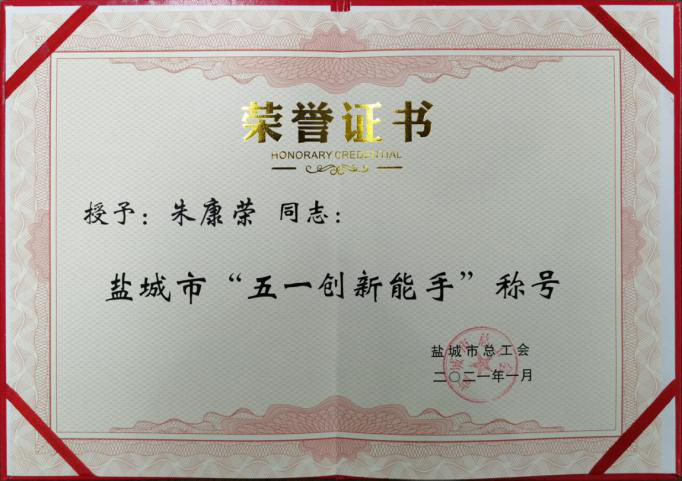 荣誉证书
HONORARY CREDENTIAL
授予：朱康荣 同志：
盐城市“五一创新能手”称号
盐城市总工会
二〇二一年一月